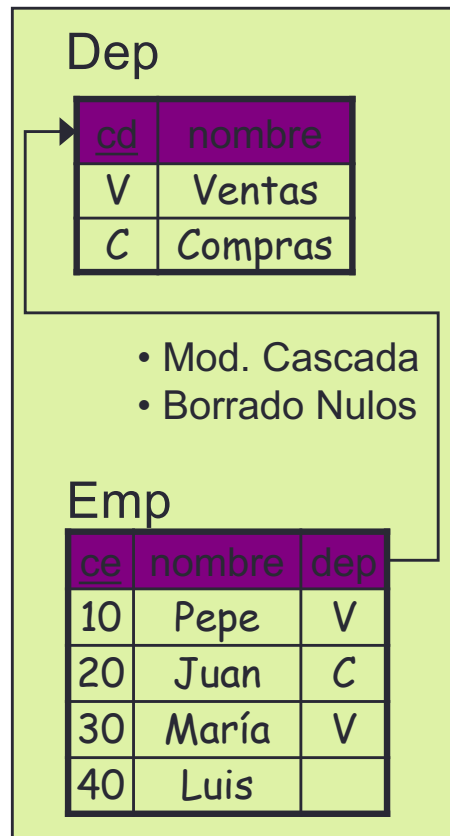 Dep
cd nombre
V Ventas
C Compras
• Mod. Cascada
• Borrado Nulos
Emp
ce nombre dep
10 Pepe V
20 Juan C
30 María V
40 Luis